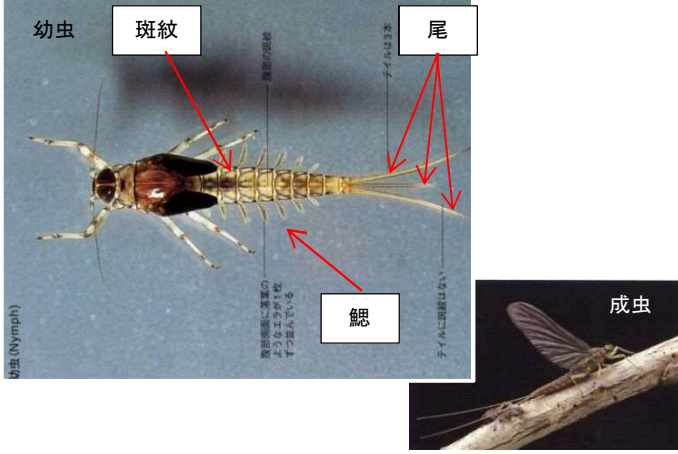 幼虫
斑紋
尾
腹部の斑紋
テイルは3本
鰓
腹部側面に落葉の
ようなエラが1枚
ずつ並んでいる
テイルに斑紋はない
幼虫(Nymph)
成虫